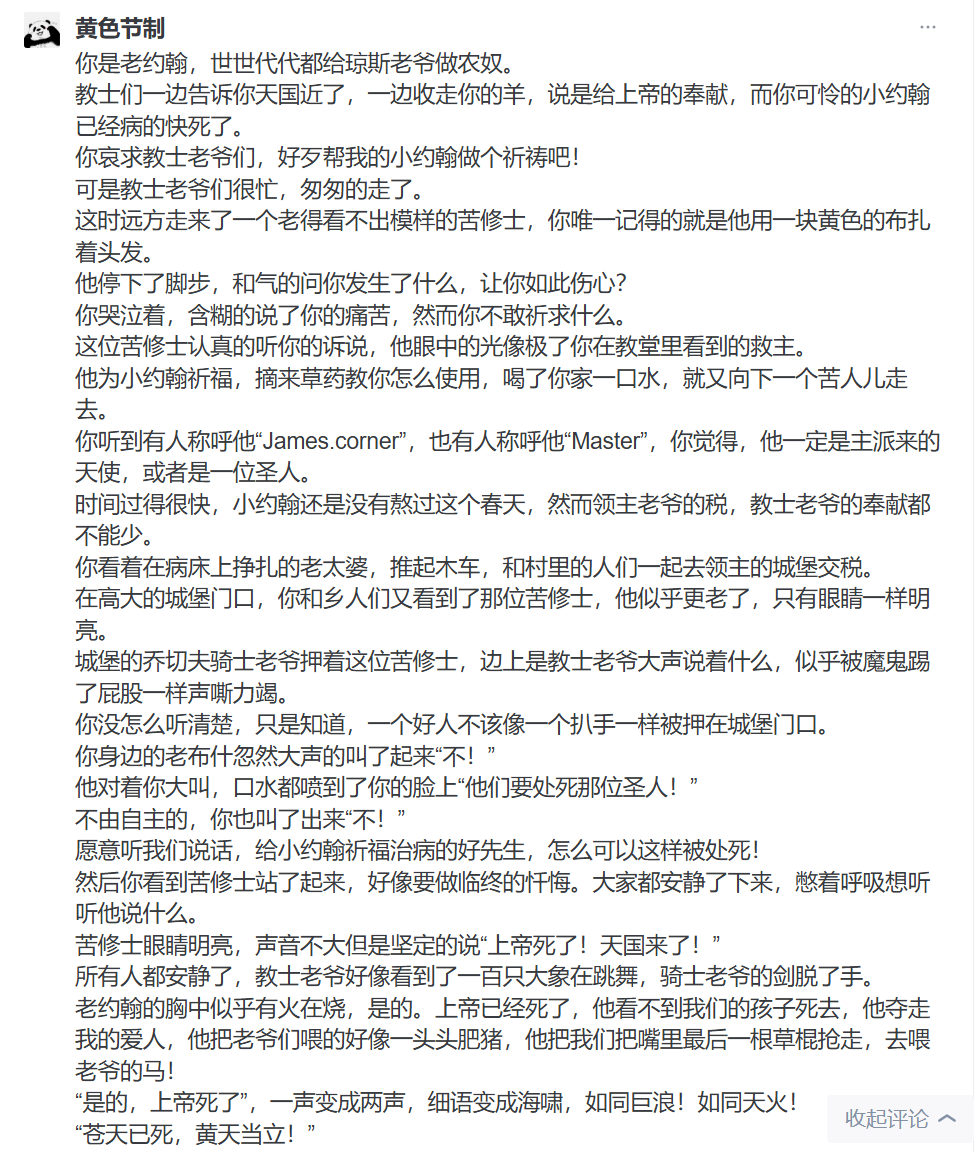 黄色节制
你是老约翰，世世代代都给琼斯老爷做农奴。
教士们一边告诉你天国近了，一边收走你的羊，说是给上帝的奉献，而你可怜的小约翰
已经病的快死了。
你哀求教士老爷们，好歹帮我的小约翰做个祈祷吧！
可是教士老爷们很忙，匆匆的走了。
这时远方走来了一个老得看不出模样的苦修士，你唯一记得的就是他用一块黄色的布扎
着头发。
他停下了脚步，和气的问你发生了什么，让你如此伤心？
你哭泣着，含糊的说了你的痛苦，然而你不敢祈求什么。
这位苦修士认真的听你的诉说，他眼中的光像极了你在教堂里看到的救主。
他为小约翰祈福，摘来草药教你怎么使用，喝了你家一口水，就又向下一个苦人儿走
去。
你听到有人称呼他“James.corner”，也有人称呼他“Master”，你觉得，他一定是主派来的
天使，或者是一位圣人。
时间过得很快，小约翰还是没有熬过这个春天，然而领主老爷的税，教士老爷的奉献都
不能少。
你看着在病床上挣扎的老太婆，推起木车，和村里的人们一起去领主的城堡交税。
在高大的城堡门口，你和乡人们又看到了那位苦修士，他似乎更老了，只有眼睛一样明
亮。
城堡的乔切夫骑士老爷押着这位苦修士，边上是教士老爷大声说着什么，似乎被魔鬼踢
了屁股一样声嘶力竭。
你没怎么听清楚，只是知道，一个好人不该像一个扒手一样被押在城堡门口。
你身边的老布什忽然大声的叫了起来“不！”
他对着你大叫，口水都喷到了你的脸上“他们要处死那位圣人！”
不由自主的，你也叫了出来“不！”
愿意听我们说话，给小约翰祈福治病的好先生，怎么可以这样被处死！
然后你看到苦修士站了起来，好像要做临终的忏悔。大家都安静了下来，憋着呼吸想听
听他说什么。
苦修士眼睛明亮，声音不大但是坚定的说“上帝死了！天国来了！”
所有人都安静了，教士老爷好像看到了一百只大象在跳舞，骑士老爷的剑脱了手。
老约翰的胸中似乎有火在烧，是的。上帝已经死了，他看不到我们的孩子死去，他夺走
我的爱人，他把老爷们喂的好像一头头肥猪，他把我们把嘴里最后一根草棍抢走，去喂
老爷的马！
“是的，上帝死了”，一声变成两声，细语变成海啸，如同巨浪！如同天火！
“苍天已死，黄天当立！”
收起评论